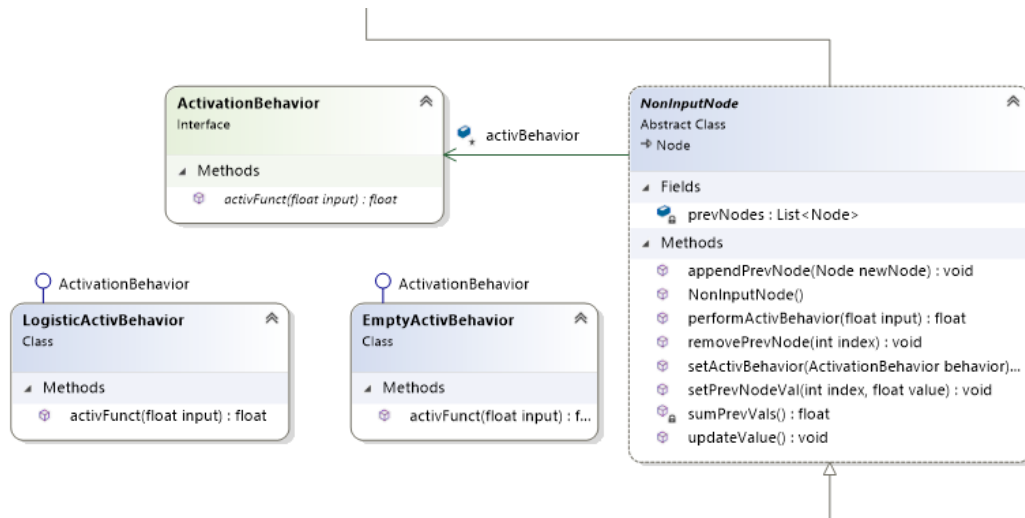 ActivationBehavior
Interface
Methods
activFunct(float input) : float
activBehavior
NonInputNode
Abstract Class
Node
Fields
prevNodes : List<Node>
Methods
appendPrevNode(Node newNode) : void
NonInputNode()
performActivBehavior(float input) : float
removePrevNode(int index) : void
setActivBehavior(ActivationBehavior behavior)...
setPrevNodeVal(int index, float value) : void
sumPrevVals() : float
updateValue() : void
ActivationBehavior
LogisticActivBehavior
Class
Methods
activFunct(float input) : float
ActivationBehavior
EmptyActivBehavior
Class
Methods
activFunct(float input) : f...